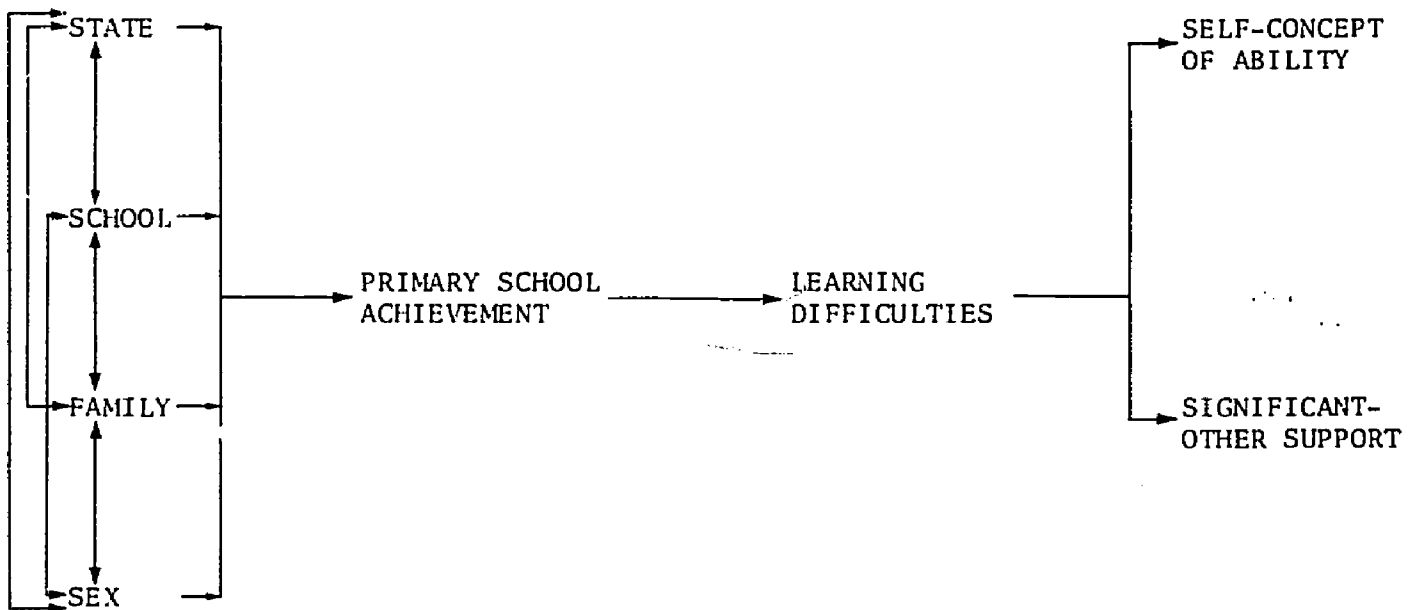 STATE
SCHOOL
FAMILY
SEX
PRIMARY SCHOOL
ACHIEVEMENT
LEARNING
DIFFICULTIES
SELF-CONCEPT
OF ABILITY
SIGNIFICANT-
OTHER SUPPORT